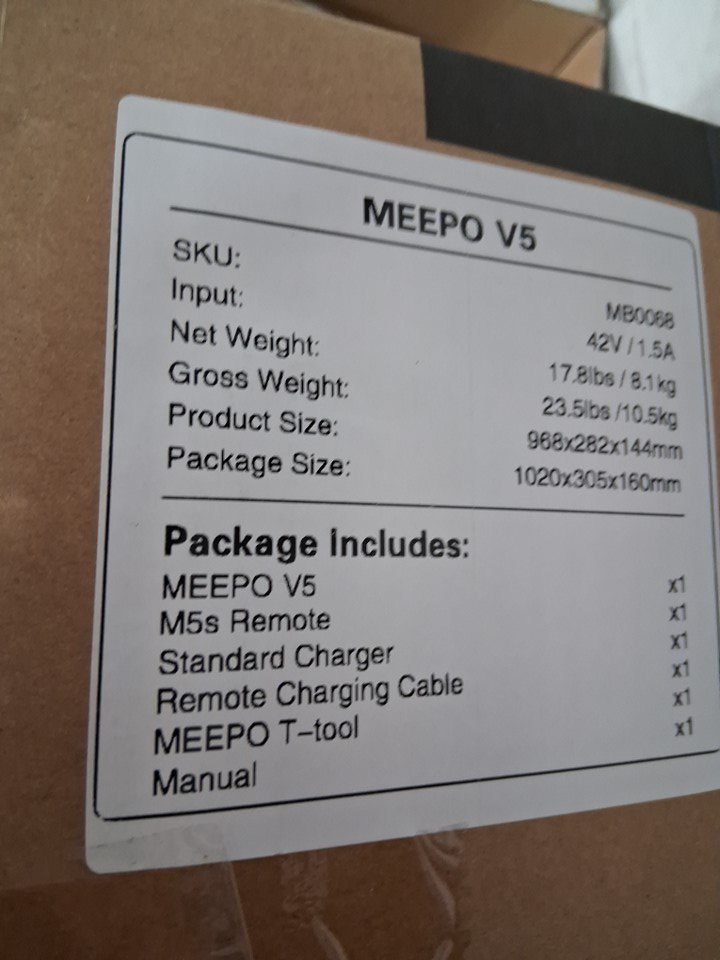 MEEPO V5
SKU: MB0068
Input: 42V / 1.5A
Net Weight: 17.8lbs / 8.1kg
Gross Weight: 23.5lbs /10.5kg
Product Size: 968x282x144mm
Package Size: 1020x305x160mm
Package Includes:
MEEPO V5 x1
M5s Remote x1
Standard Charger x1
Remote Charging Cable x1
MEEPO T-tool x1
Manual x1